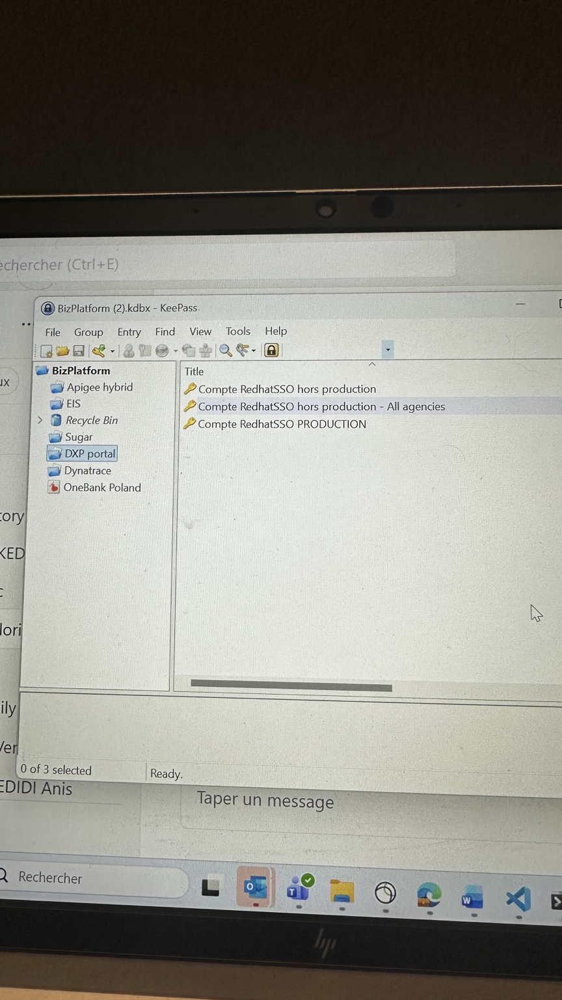 echercher (Ctrl+E)
BizPlatform (2).kdbx - KeePass
File Group Entry Find View Tools Help
BizPlatform
Apigee hybrid
EIS
Recycle Bin
Sugar
DXP portal
Dynatrace
OneBank Poland
Title
Compte RedhatSSO hors production
Compte RedhatSSO hors production - All agencies
Compte RedhatSSO PRODUCTION
ux
tory
KED
lori
ily
Ver
EDIDI Anis
0 of 3 selected
Ready.
Taper un message
Rechercher
hp